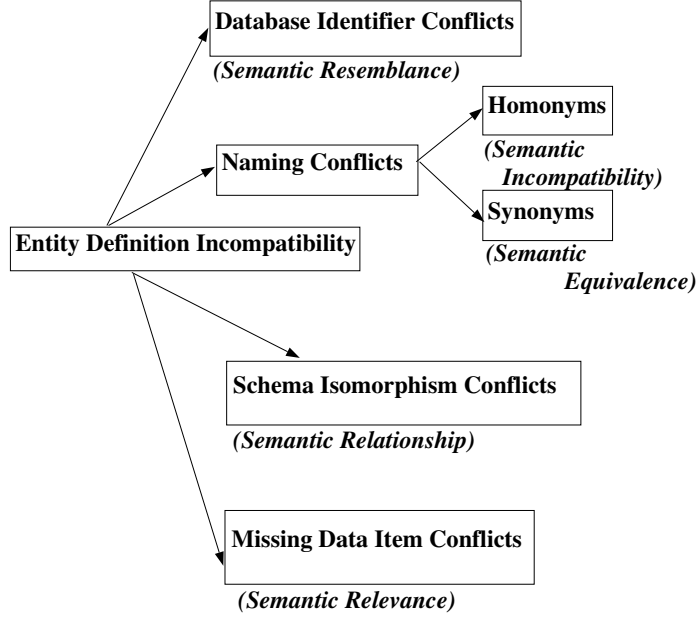 Database Identifier Conflicts
(Semantic Resemblance)
Homonyms
(Semantic
Incompatibility)
Naming Conflicts
Synonyms
(Semantic
Equivalence)
Entity Definition Incompatibility
Schema Isomorphism Conflicts
(Semantic Relationship)
Missing Data Item Conflicts
(Semantic Relevance)